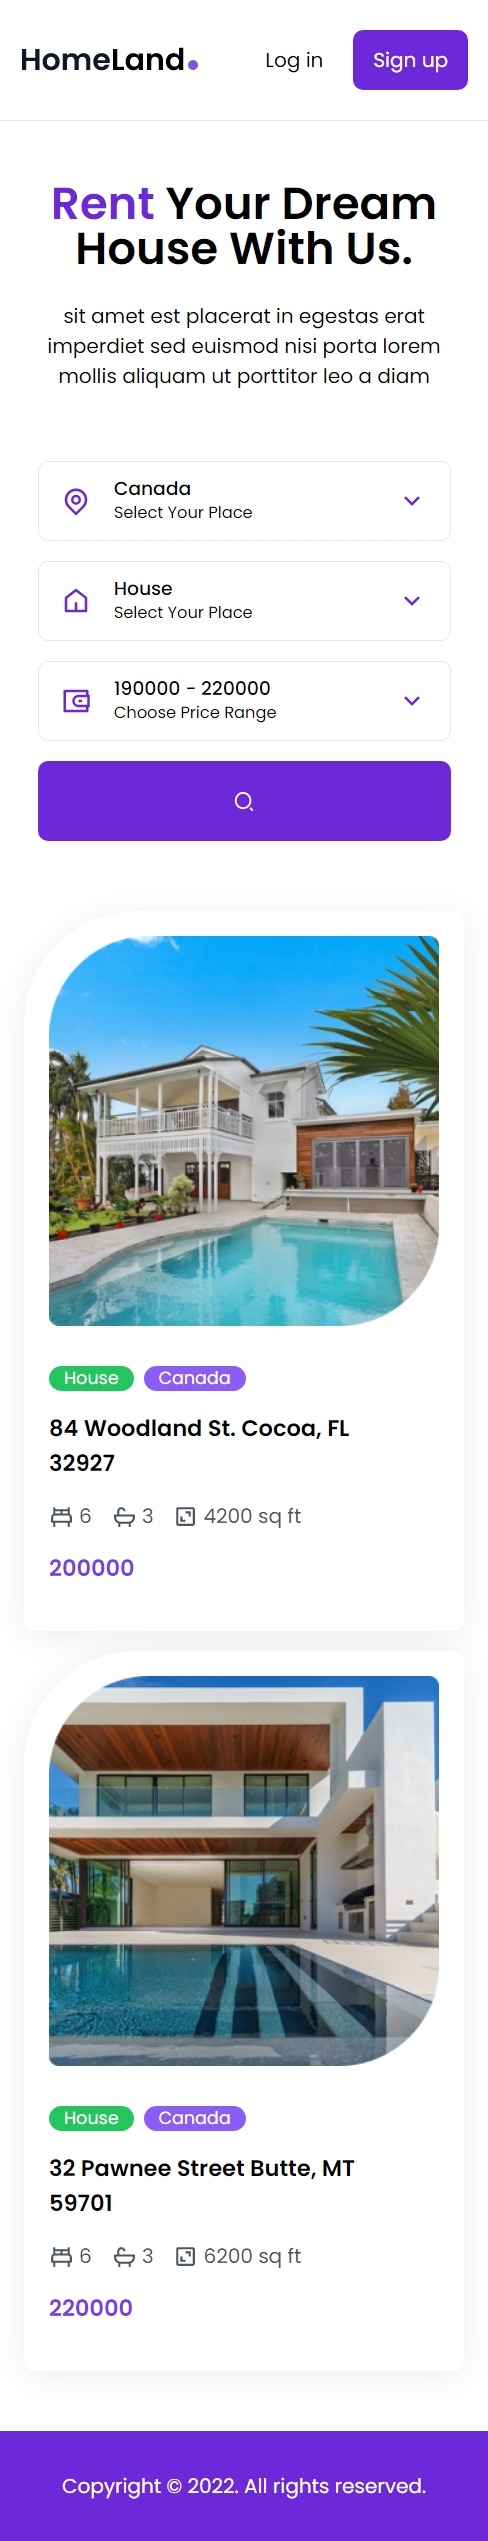 HomeLand
Log in
Sign up
Rent Your Dream
House With Us.
sit amet est placerat in egestas erat
imperdiet sed euismod nisi porta lorem
mollis aliquam ut porttitor leo a diam
Canada
Select Your Place
House
Select Your Place
190000 - 220000
Choose Price Range
House
Canada
84 Woodland St. Cocoa, FL
32927
6
3
4200 sq ft
200000
House
Canada
32 Pawnee Street Butte, MT
59701
6
3
6200 sq ft
220000
Copyright © 2022. All rights reserved.